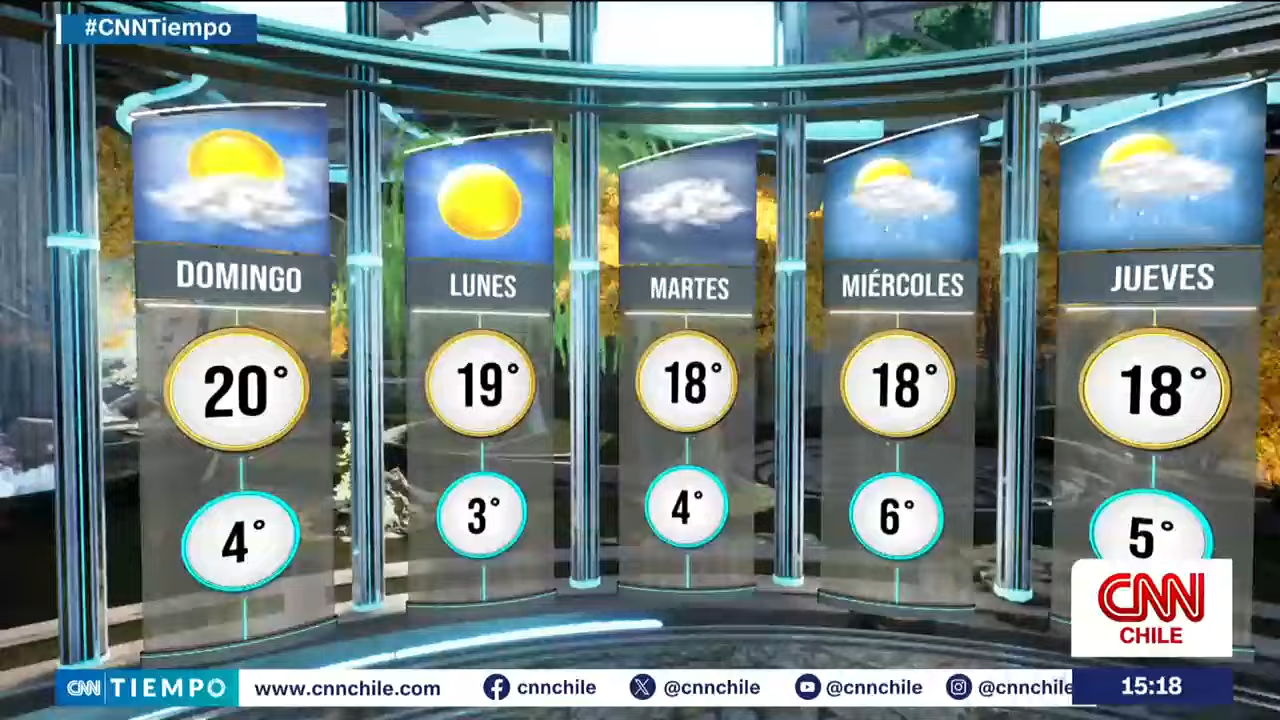 #CNNTiempo
DOMINGO
20°
4°
LUNES
19°
3°
MARTES
18°
4°
MIÉRCOLES
18°
6°
JUEVES
18°
5°
CNN
CHILE
CNN TIEMPO
www.cnnchile.com
cnnchile
@cnnchile
@cnnchile
@cnnchile
15:18